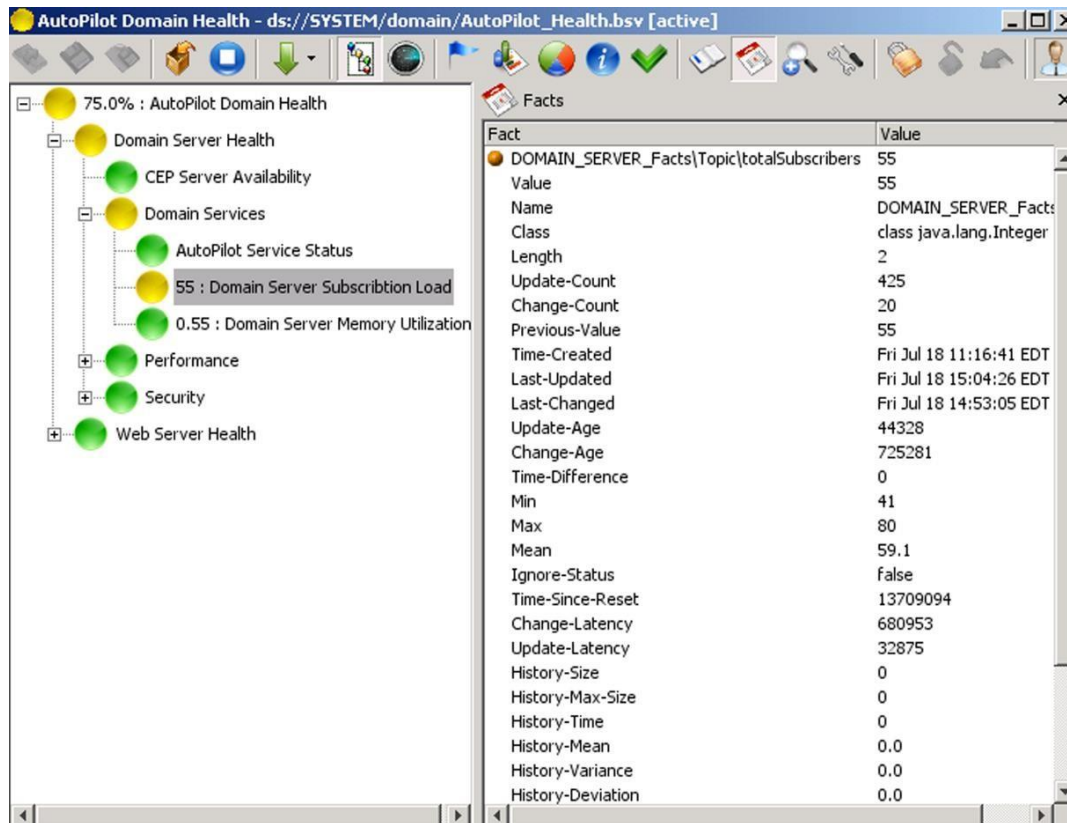 AutoPilot Domain Health - ds://SYSTEM/domain/AutoPilot_Health.bsv [active]
75.0% : AutoPilot Domain Health
Domain Server Health
CEP Server Availability
Domain Services
AutoPilot Service Status
55 : Domain Server Subscribtion Load
0.55 : Domain Server Memory Utilization
Performance
Security
Web Server Health
Facts
Fact Value
DOMAIN_SERVER_Facts\Topic\totalSubscribers 55
Value 55
Name DOMAIN_SERVER_Facts
Class class java.lang.Integer
Length 2
Update-Count 425
Change-Count 20
Previous-Value 55
Time-Created Fri Jul 18 11:16:41 EDT
Last-Updated Fri Jul 18 15:04:26 EDT
Last-Changed Fri Jul 18 14:53:05 EDT
Update-Age 44328
Change-Age 725281
Time-Difference 0
Min 41
Max 80
Mean 59.1
Ignore-Status false
Time-Since-Reset 13709094
Change-Latency 680953
Update-Latency 32875
History-Size 0
History-Max-Size 0
History-Time 0
History-Mean 0.0
History-Variance 0.0
History-Deviation 0.0